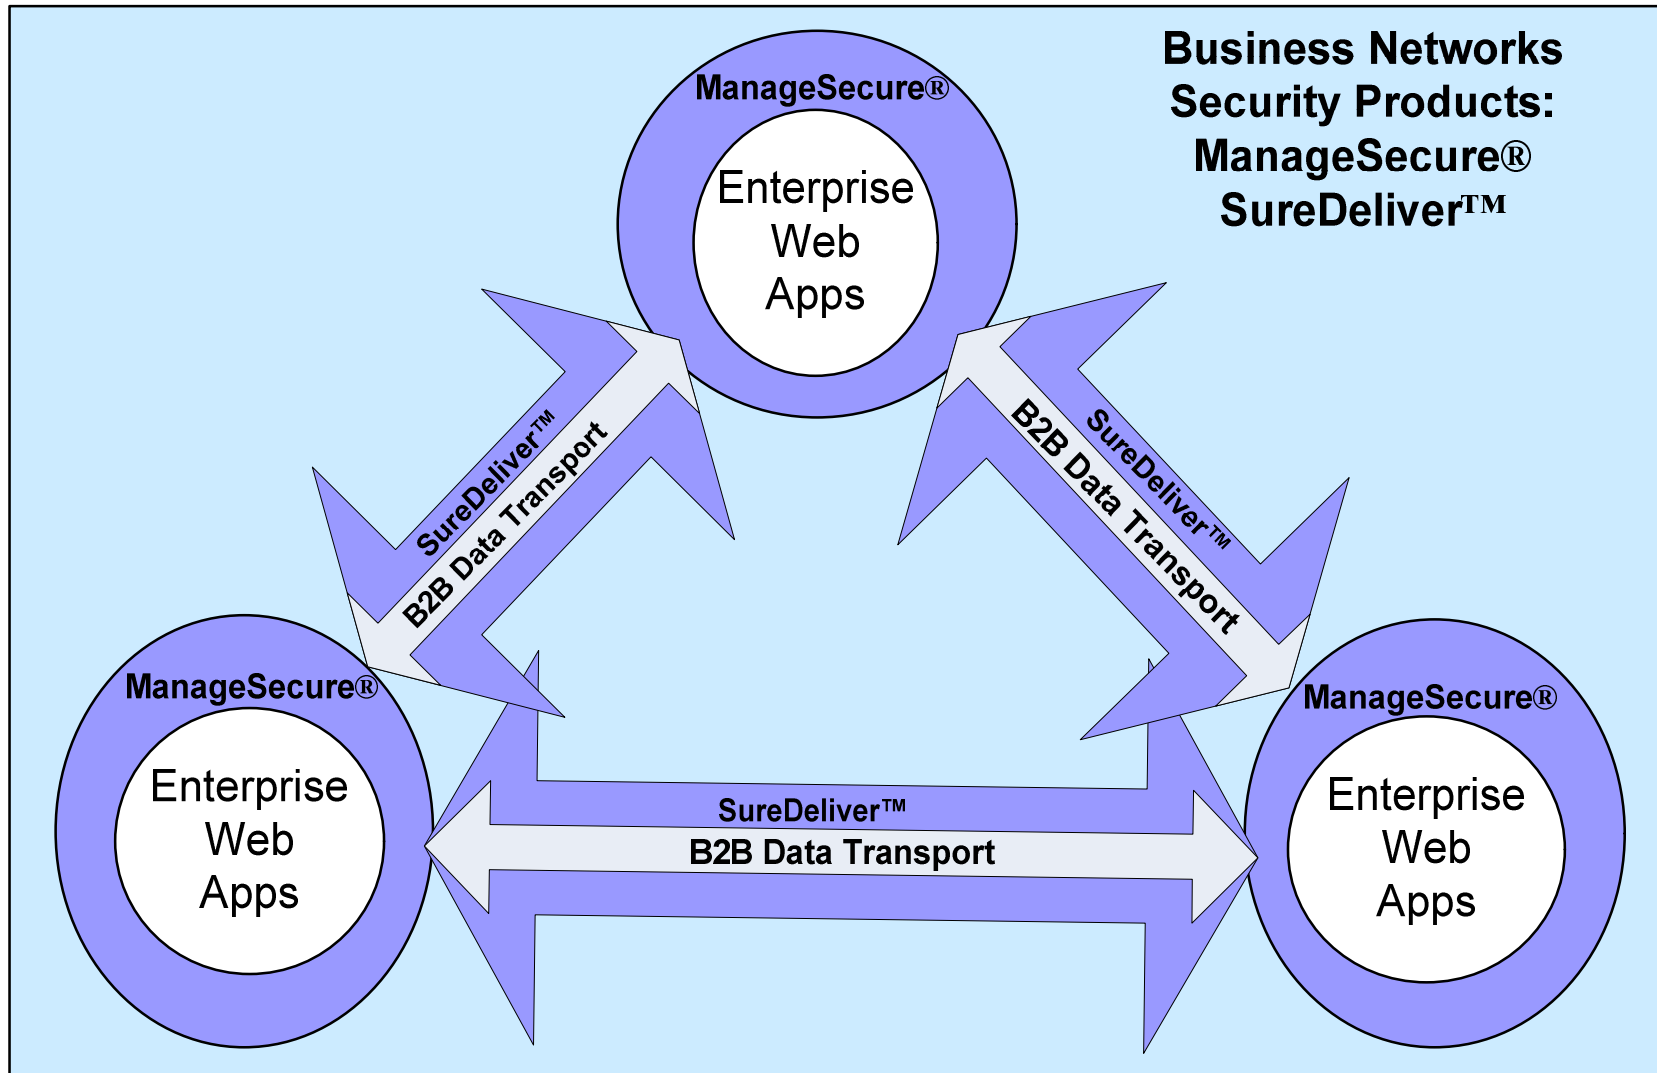 Business Networks
Security Products:
ManageSecure®
SureDeliver™
ManageSecure®
Enterprise
Web
Apps
SureDeliver™
B2B Data Transport
SureDeliver™
B2B Data Transport
ManageSecure®
Enterprise
Web
Apps
SureDeliver™
B2B Data Transport
ManageSecure®
Enterprise
Web
Apps